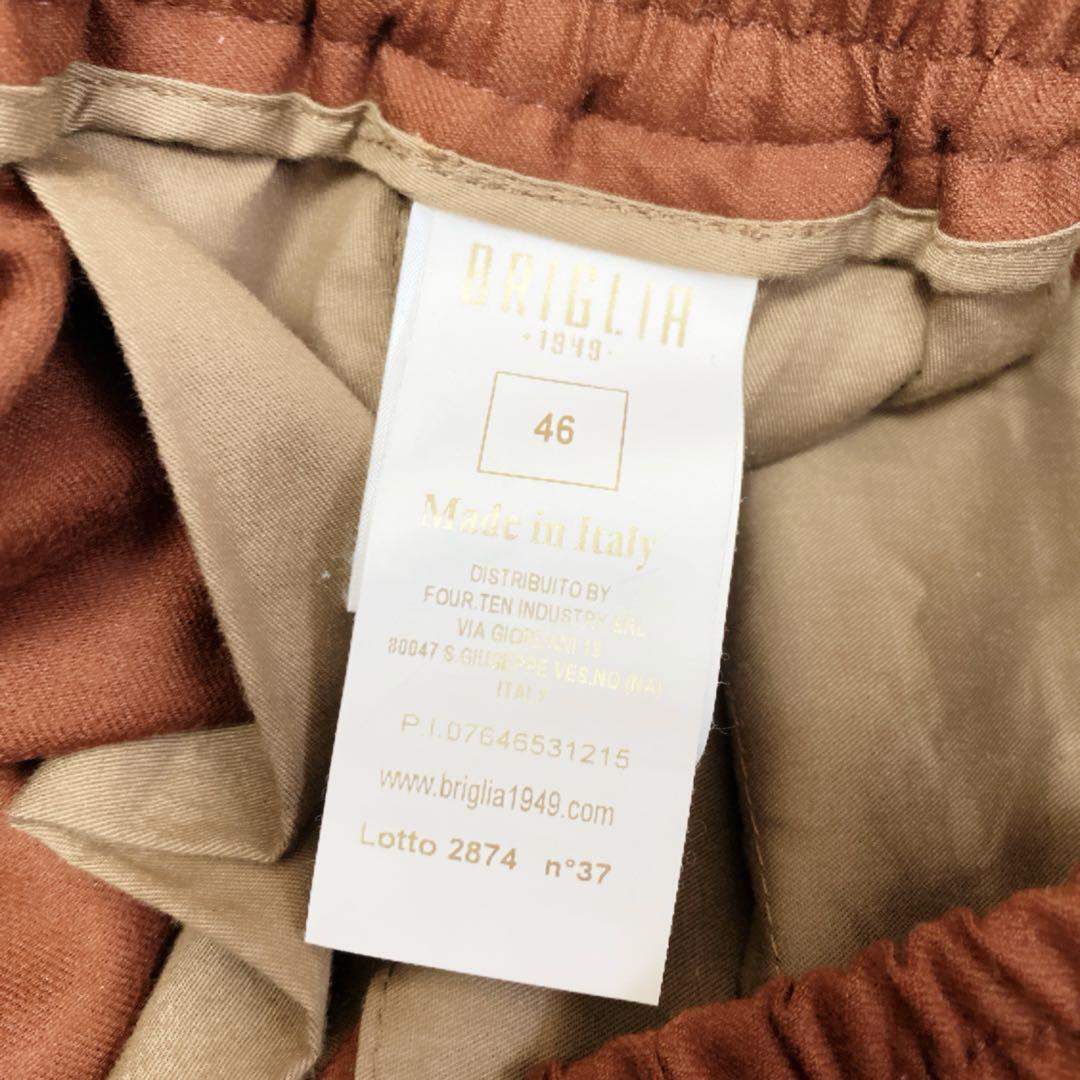 BRIGLIA
·1949·
46
Made in Italy
DISTRIBUITO BY
FOUR.TEN INDUSTRY SRL
VIA 18
80047 S.GIUSEPPE VES.NO (NA)
ITALY
P.I.07646531215
www.briglia1949.com
Lotto 2874 n°37